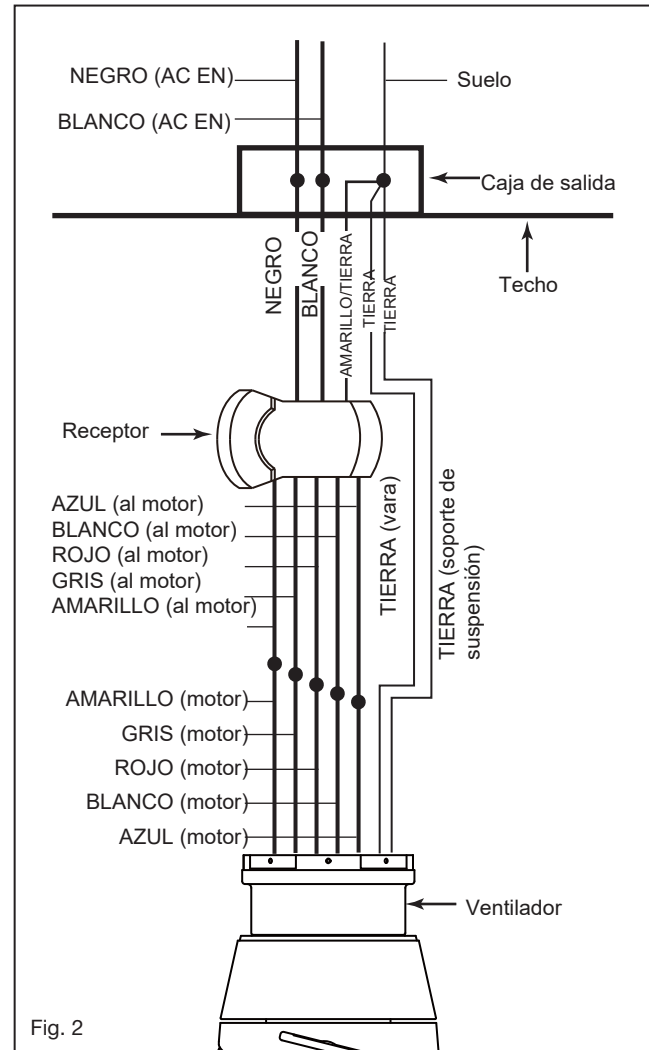 NEGRO (AC EN)
Suelo
BLANCO (AC EN)
Caja de salida
NEGRO
BLANCO
AMARILLO/TIERRA
TIERRA
TIERRA
Techo
Receptor
AZUL (al motor)
BLANCO (al motor)
ROJO (al motor)
GRIS (al motor)
AMARILLO (al motor)
TIERRA (vara)
TIERRA (soporte de
suspensión)
AMARILLO (motor)
GRIS (motor)
ROJO (motor)
BLANCO (motor)
AZUL (motor)
Ventilador
Fig. 2